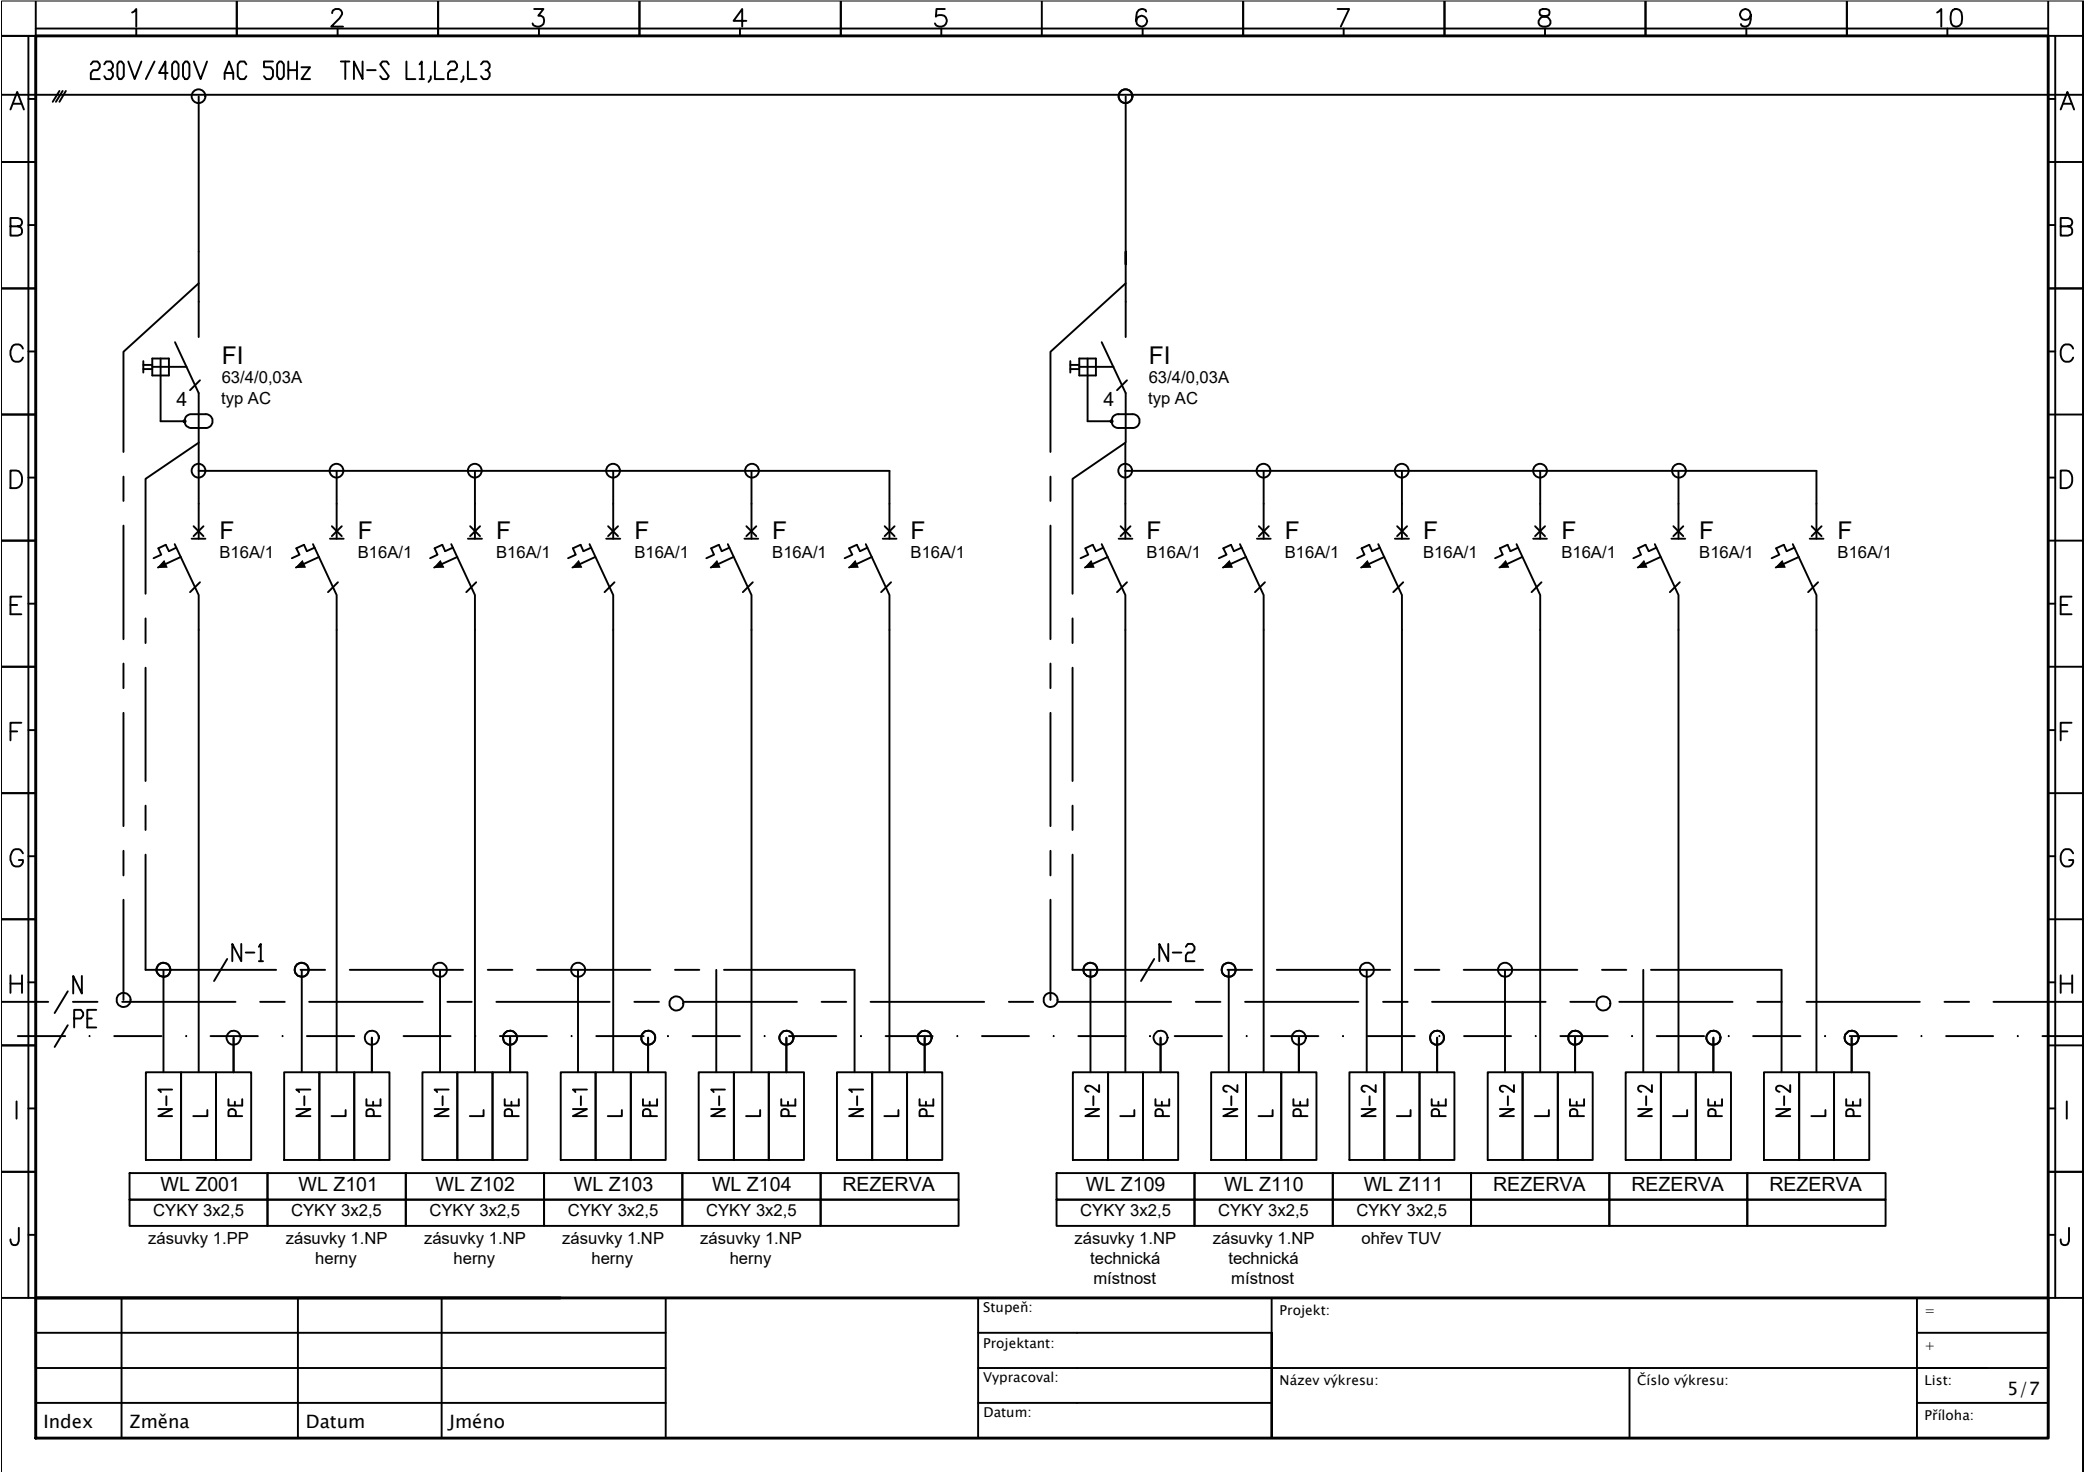 1 2 3 4 5 6 7 8 9 10
230V/400V AC 50Hz TN-S L1,L2,L3
A A
B B
C C
FI FI
63/4/0,03A 63/4/0,03A
4 typ AC 4 typ AC
D D
F F F F F F F F F F F F
B16A/1 B16A/1 B16A/1 B16A/1 B16A/1 B16A/1 B16A/1 B16A/1 B16A/1 B16A/1 B16A/1 B16A/1
E E
F F
G G
N-1 N-2
H N H
PE
I N-1 L PE N-1 L PE N-1 L PE N-1 L PE N-1 L PE N-1 L PE N-2 L PE N-2 L PE N-2 L PE N-2 L PE N-2 L PE N-2 L PE I
WL Z001 WL Z101 WL Z102 WL Z103 WL Z104 REZERVA WL Z109 WL Z110 WL Z111 REZERVA REZERVA REZERVA
CYKY 3x2,5 CYKY 3x2,5 CYKY 3x2,5 CYKY 3x2,5 CYKY 3x2,5 CYKY 3x2,5 CYKY 3x2,5 CYKY 3x2,5
J zásuvky 1.PP zásuvky 1.NP zásuvky 1.NP zásuvky 1.NP zásuvky 1.NP zásuvky 1.NP zásuvky 1.NP ohřev TUV J
herny herny herny herny technická technická
místnost místnost
Stupeň: Projekt: =
Projektant: +
Vypracoval: Název výkresu: Číslo výkresu: List: 5/7
Index Změna Datum Jméno Datum: Příloha: